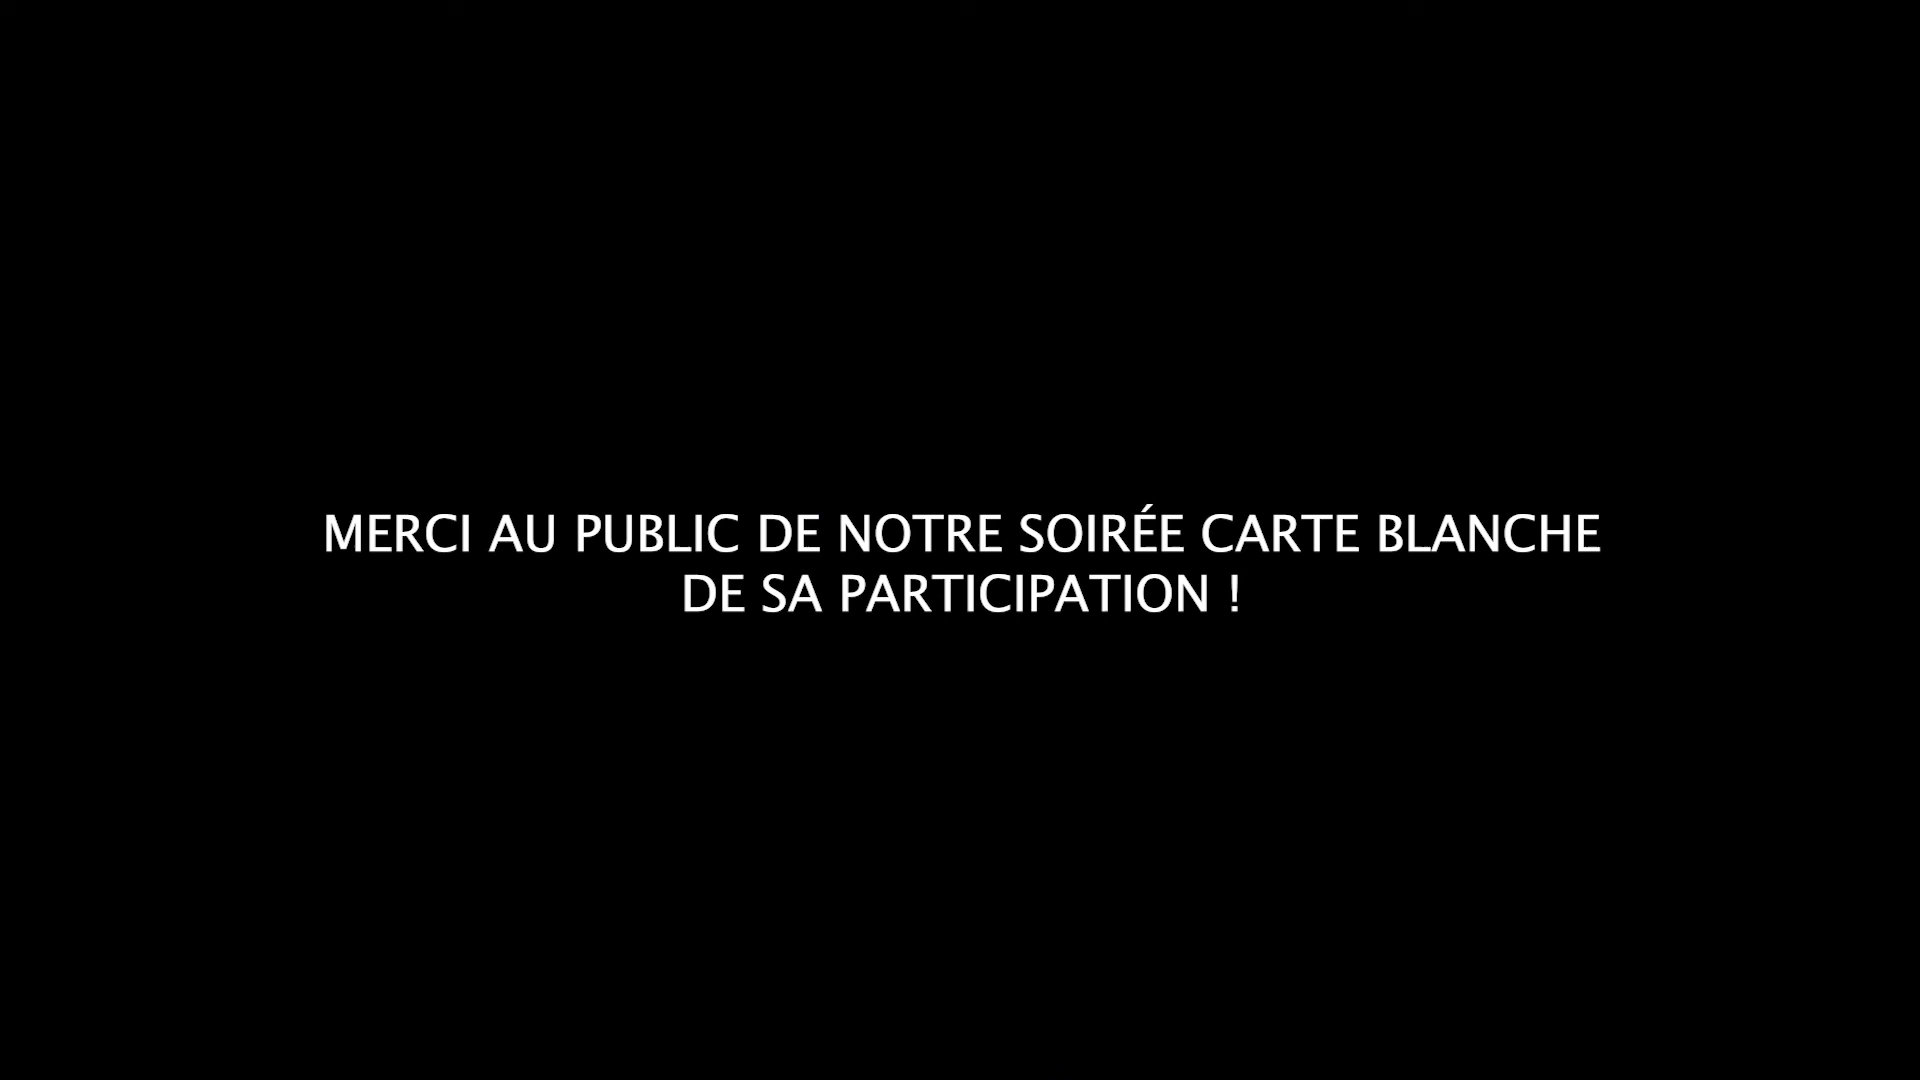 MERCI AU PUBLIC DE NOTRE SOIRÉE CARTE BLANCHE
DE SA PARTICIPATION !